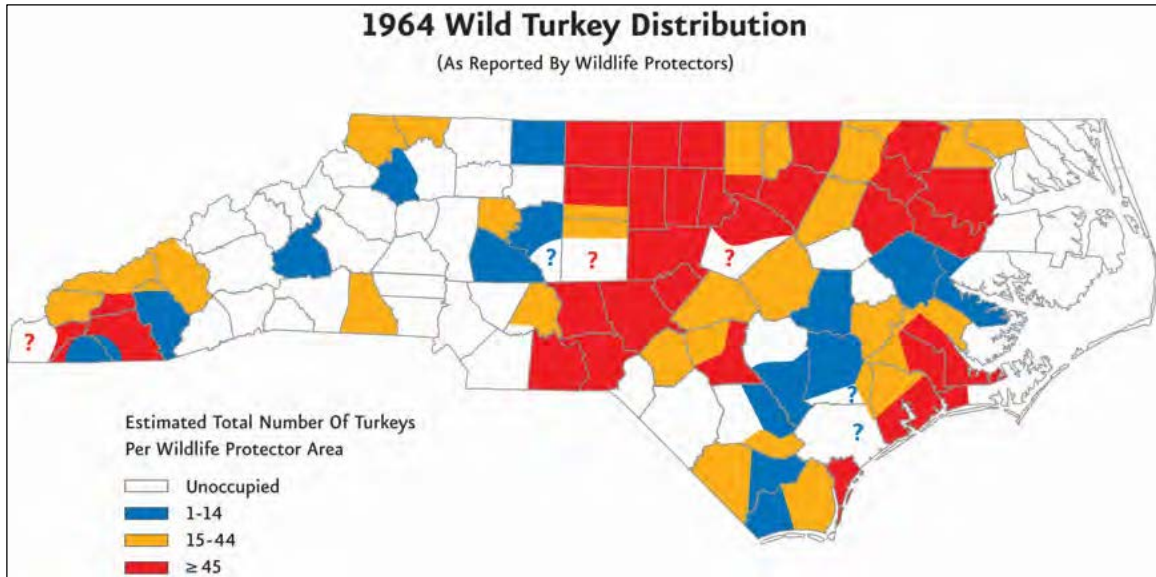 1964 Wild Turkey Distribution
(As Reported By Wildlife Protectors)
?
?
?
?
?
?
Estimated Total Number Of Turkeys
Per Wildlife Protector Area
Unoccupied
1-14
15-44
≥ 45